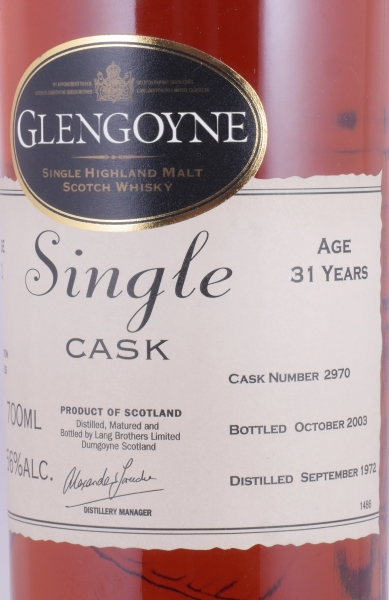 GLENGOYNE
SINGLE HIGHLAND MALT
SCOTCH WHISKY
Single
CASK
AGE
31 YEARS
CASK NUMBER 2970
700ML
PRODUCT OF SCOTLAND
Distilled, Matured and
Bottled by Lang Brothers Limited
Dumgoyne Scotland
BOTTLED OCTOBER 2003
%ALC.
DISTILLERY MANAGER
DISTILLED SEPTEMBER 1972
1486